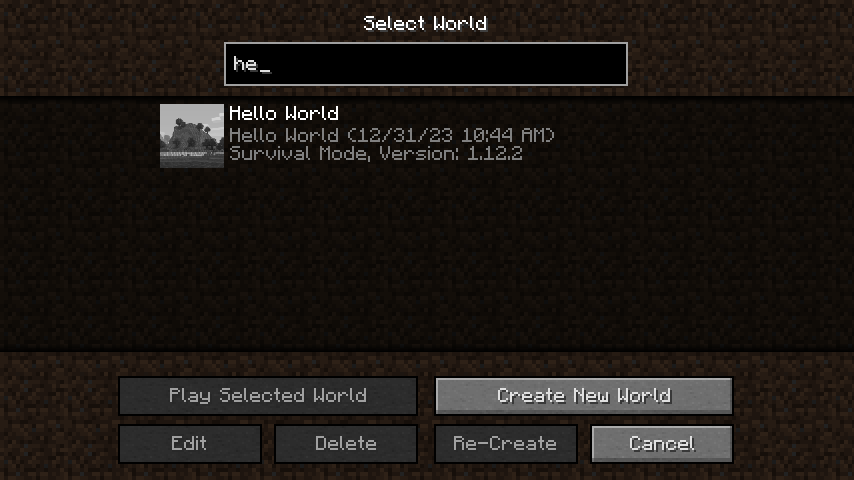 Select World
he_
Hello World
Hello World (12/31/23 10:44 AM)
Survival Mode, Version: 1.12.2
Play Selected World
Create New World
Edit
Delete
Re-Create
Cancel